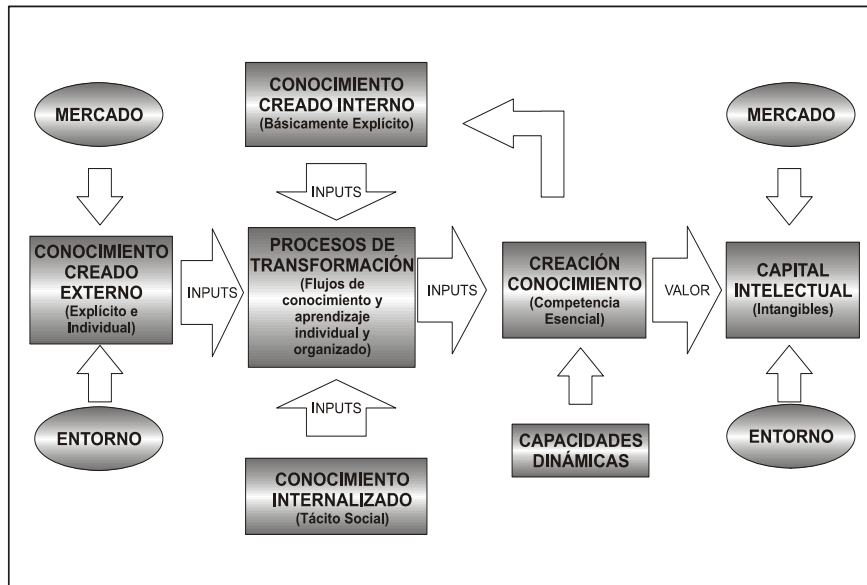 MERCADO
CONOCIMIENTO
CREADO
EXTERNO
(Explícito e
Individual)
ENTORNO
INPUTS
CONOCIMIENTO
CREADO INTERNO
(Básicamente Explícito)
INPUTS
PROCESOS DE
TRANSFORMACIÓN
(Flujos de
conocimiento y
aprendizaje
individual y
organizado)
INPUTS
CONOCIMIENTO
INTERNALIZADO
(Tácito Social)
INPUTS
CREACIÓN
CONOCIMIENTO
(Competencia
Esencial)
CAPACIDADES
DINÁMICAS
VALOR
MERCADO
CAPITAL
INTELECTUAL
(Intangibles)
ENTORNO